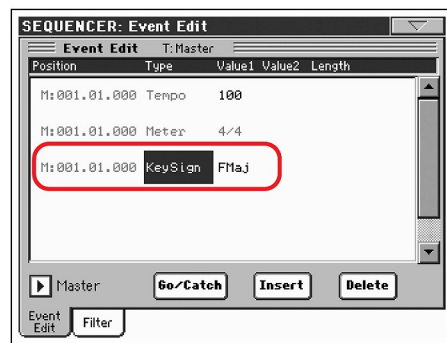 SEQUENCER: Event Edit
Event Edit T:Master
Position Type Value1 Value2 Length
M:001.01.000 Tempo 100
M:001.01.000 Meter 4/4
M:001.01.000 KeySign FMaj
Master Go/Catch Insert Delete
Event Edit Filter